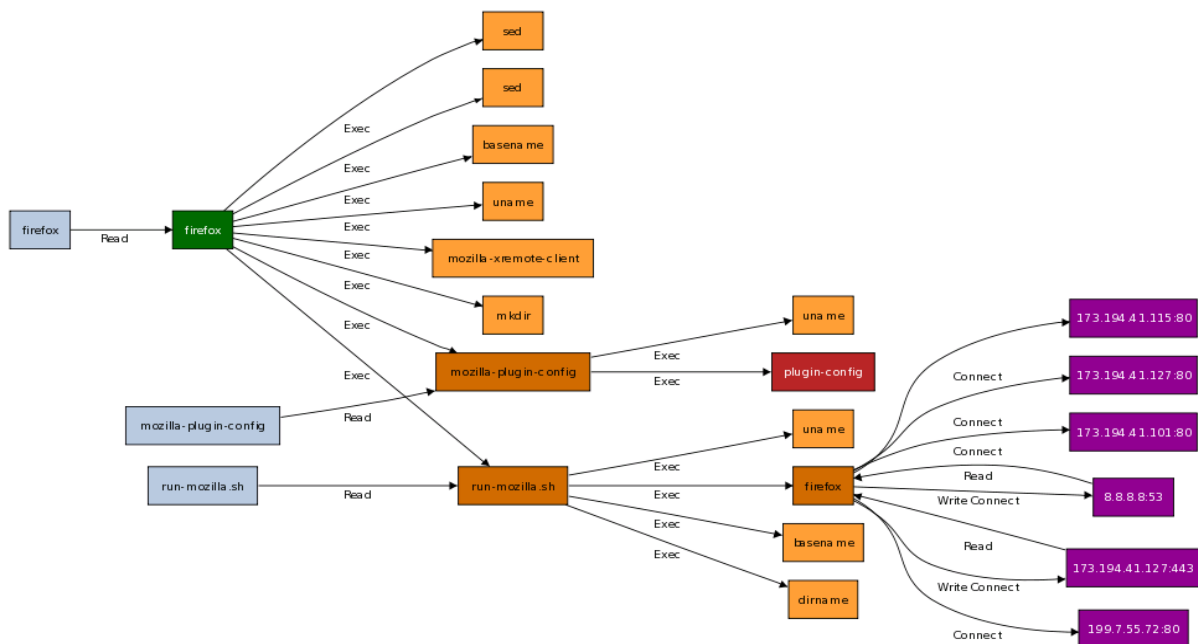 sed
sed
Exec
basename
Exec
Exec
uname
firefox
Read
firefox
Exec
Exec
mozilla-xremote-client
Exec
mkdir
Exec
Exec
mozilla-plugin-config
uname
Exec
Exec
plugin-config
mozilla-plugin-config
Read
run-mozilla.sh
Read
run-mozilla.sh
uname
Exec
Exec
firefox
Exec
basename
Exec
dirname
173.194.41.115:80
Connect
173.194.41.127:80
Connect
173.194.41.101:80
Connect
Read
8.8.8.8:53
Write Connect
Read
173.194.41.127:443
Write Connect
199.7.55.72:80
Connect